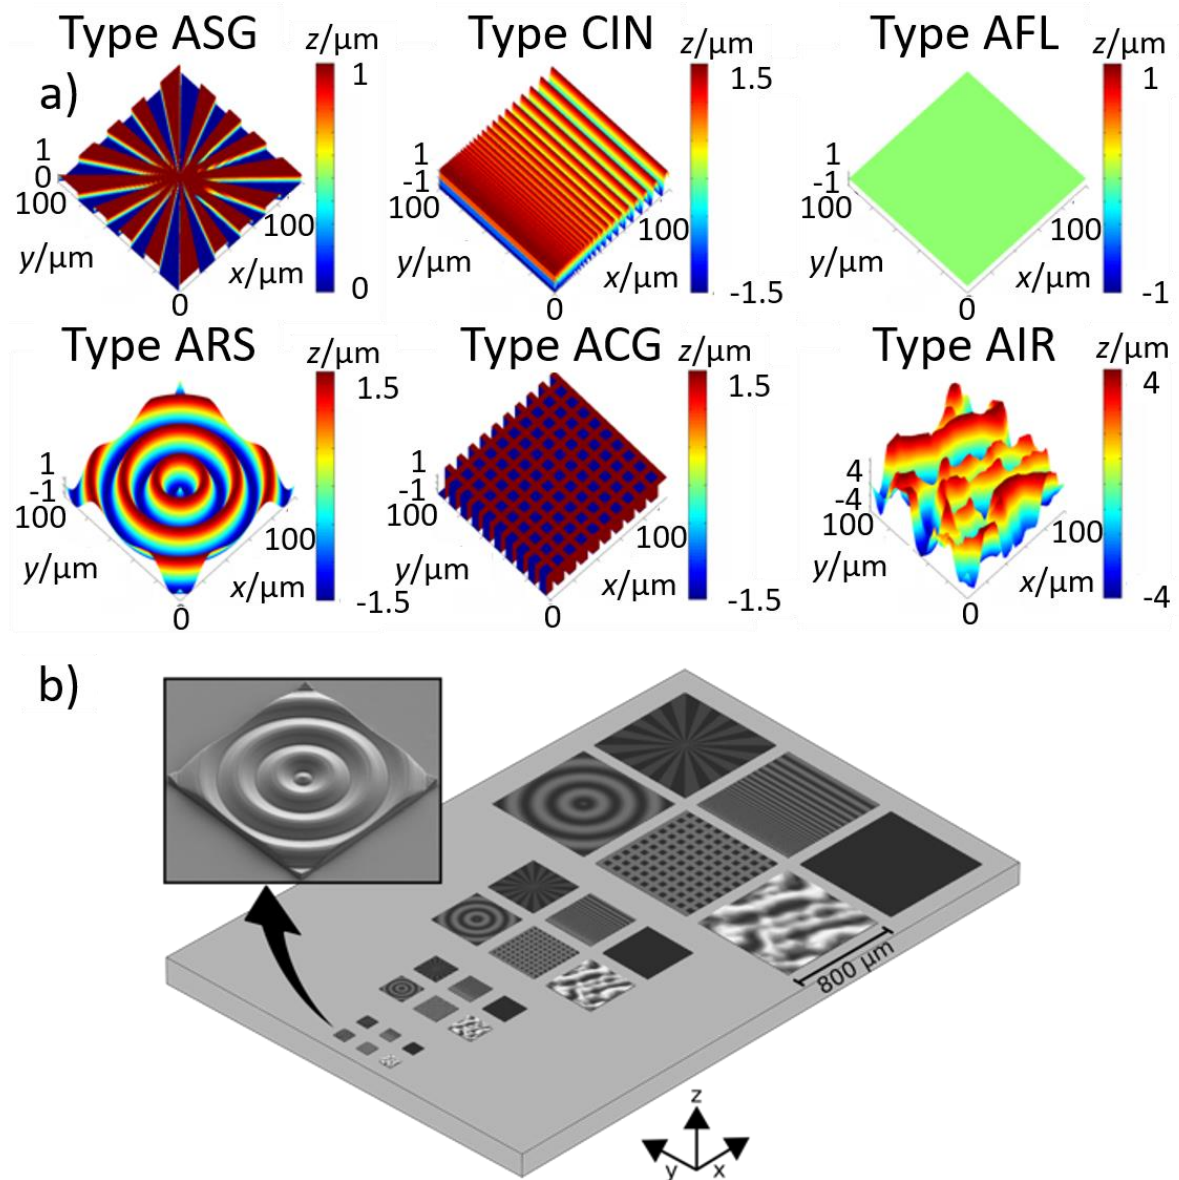 Type ASG
z/μm
a)
1
1
0
100
100
y/μm
x/μm
0
0
Type CIN
z/μm
1.5
1
-1
100
100
y/μm
x/μm
-1.5
0
Type AFL
z/μm
1
1
-1
100
100
y/μm
x/μm
-1
0
Type ARS
z/μm
1.5
1
-1
100
100
y/μm
x/μm
-1.5
0
Type ACG
z/μm
1.5
1
-1
100
100
y/μm
x/μm
-1.5
0
Type AIR
z/μm
4
4
-4
100
100
y/μm
x/μm
-4
0
b)
800 μm
z
y
x